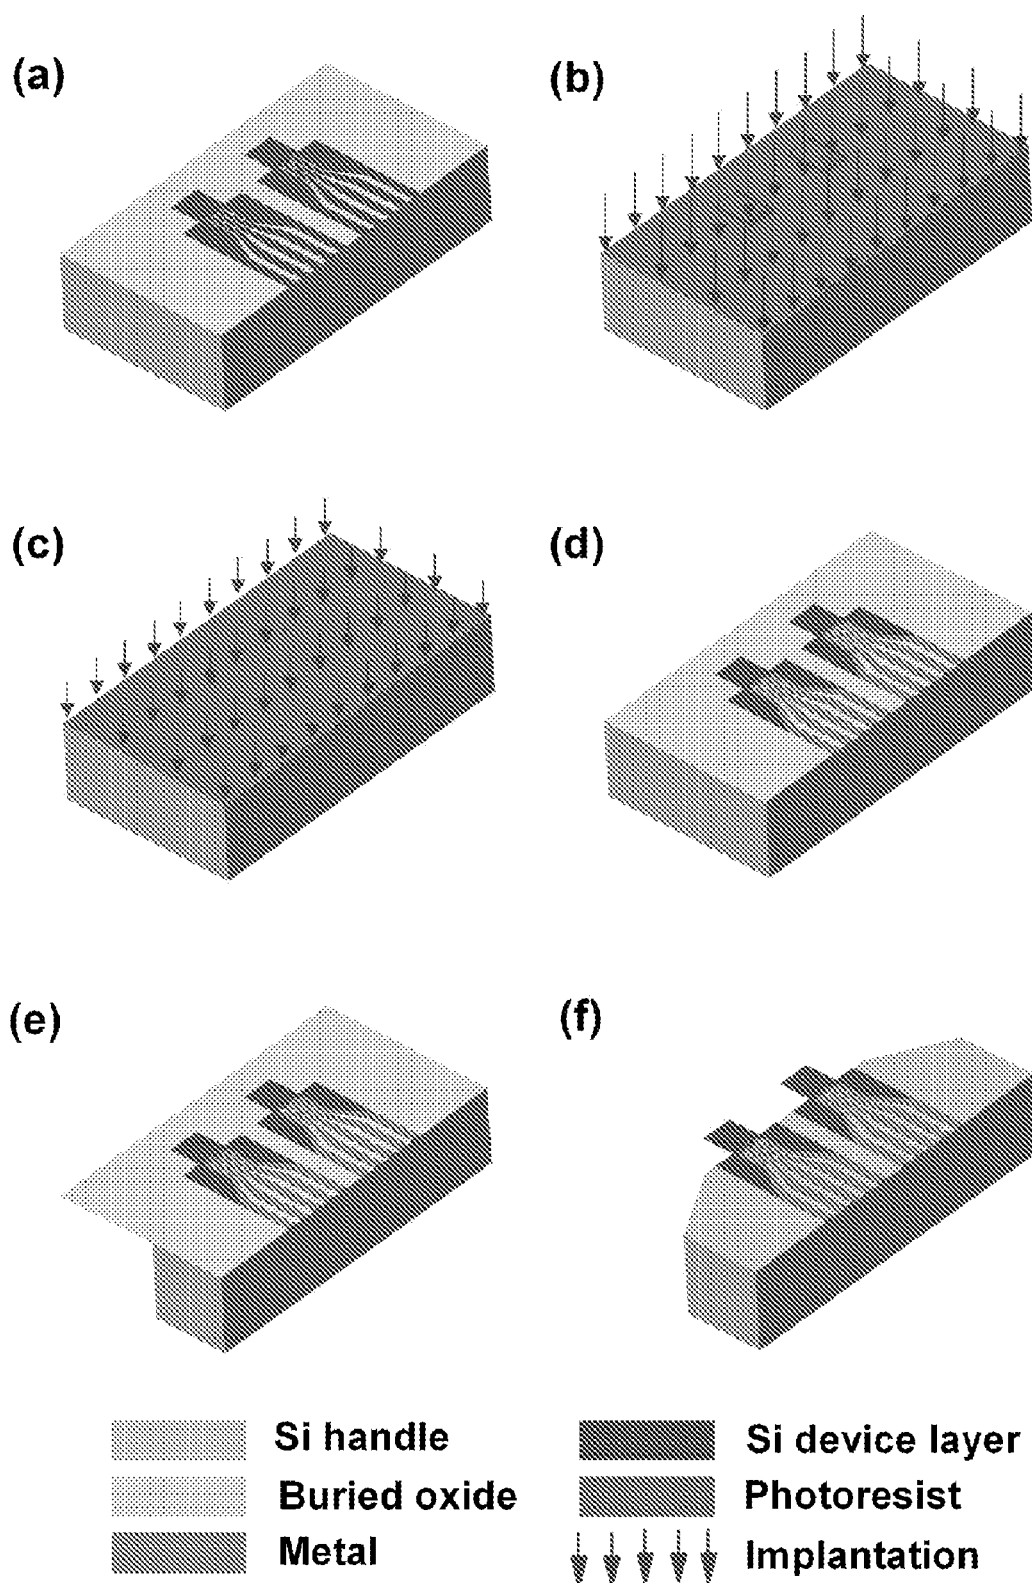 (a)
(b)
(c)
(d)
(e)
(f)
Si handle
Si device layer
Buried oxide
Photoresist
Metal
Implantation